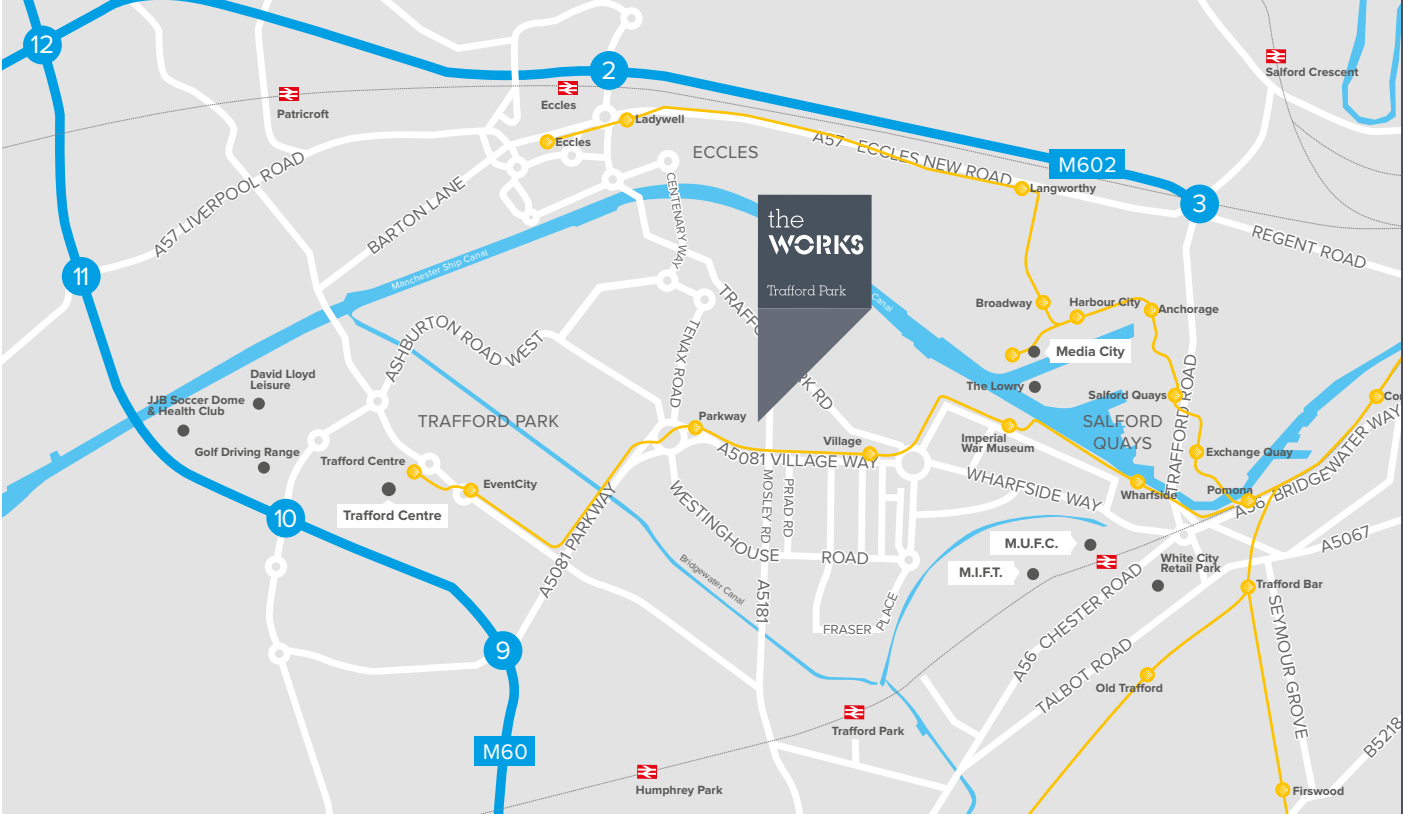 12
2
Salford Crescent
Patricroft
Eccles
Ladywell
Eccles
ECCLES
A57 ECCLES NEW ROAD
M602
Langworthy
3
A57 LIVERPOOL ROAD
BARTON LANE
CENTENARY WAY
the
WORKS
Trafford Park
REGENT ROAD
11
Manchester Ship Canal
Canal
Broadway
Harbour City
Anchorage
ASHBURTON ROAD WEST
TENAX ROAD
Media City
David Lloyd
Leisure
The Lowry
JJB Soccer Dome
& Health Club
Salford Quays
TRAFFORD ROAD
TRAFFORD PARK
Parkway
RK RD
SALFORD
QUAYS
Golf Driving Range
Trafford Centre
Village
Imperial
War Museum
Exchange Quay
A5081 VILLAGE WAY
EventCity
WHARFSIDE WAY
Wharfside
Pomona
A56 BRIDGEWATER WAY
Trafford Centre
10
A5081 PARKWAY
WESTINGHOUSE ROAD
MOSLEY RD
PRIAD RD
A5067
M.U.F.C.
M.I.F.T.
White City
Retail Park
Bridgewater Canal
A5181
FRASER PLACE
Trafford Bar
A56 CHESTER ROAD
TALBOT ROAD
SEYMOUR GROVE
9
Old Trafford
Trafford Park
M60
B5218
Humphrey Park
Firswood